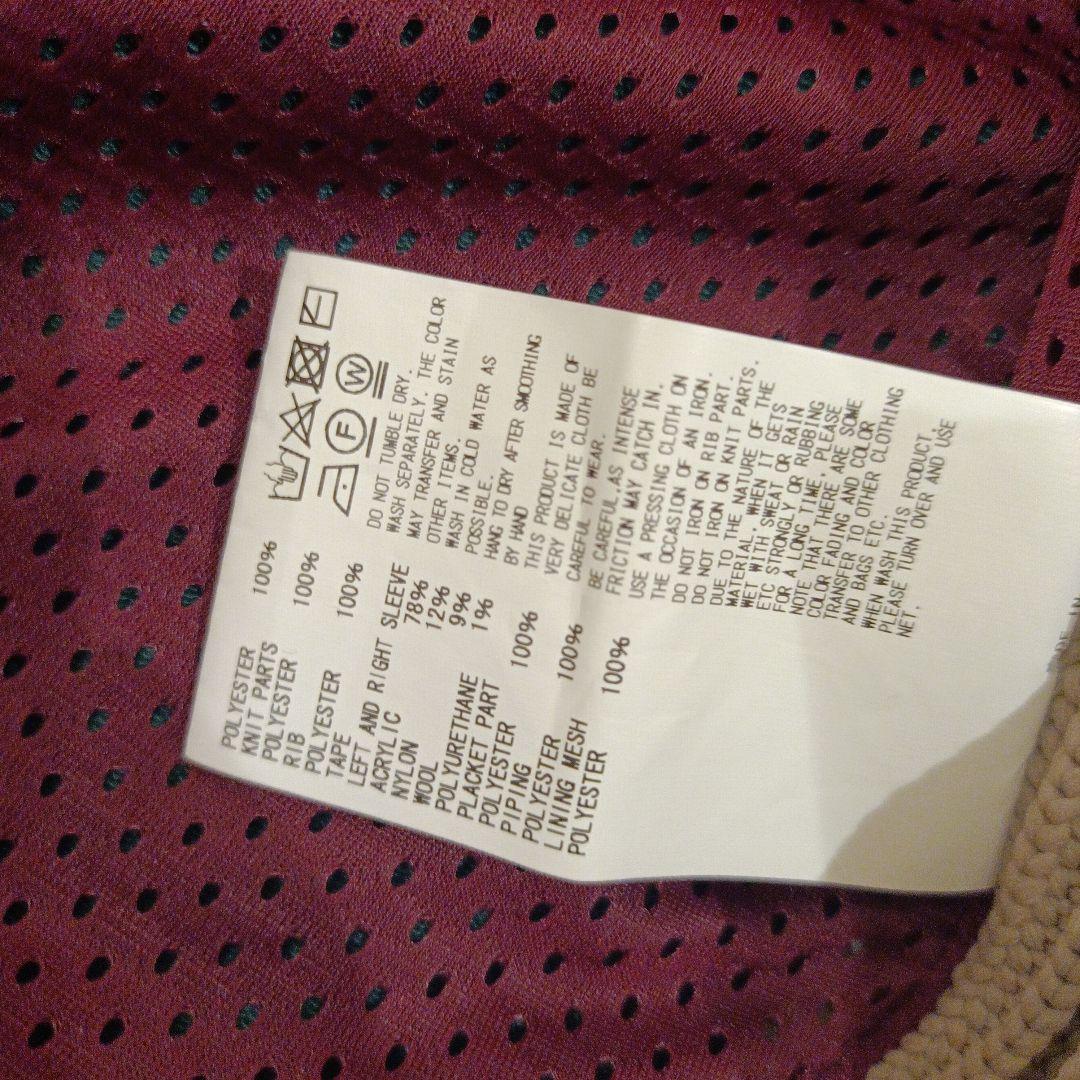 POLYESTER 100%
KNIT PARTS
POLYESTER 100%
RIB
POLYESTER 100%
TAPE
LEFT AND RIGHT SLEEVE
ACRYLIC 78%
NYLON 12%
WOOL 9%
POLYURETHANE 1%
PLACKET PART
POLYESTER 100%
PIPING
POLYESTER 100%
LINING MESH
POLYESTER 100%
F
W
DO NOT TUMBLE DRY.
WASH SEPARATELY. THE COLOR
MAY TRANSFER AND STAIN
OTHER ITEMS.
WASH IN COLD WATER AS
POSSIBLE.
HANG TO DRY AFTER SMOOTHING
BY HAND
THIS PRODUCT IS MADE OF
VERY DELICATE CLOTH BE
CAREFUL TO WEAR.
BE CAREFUL,AS INTENSE
FRICTION MAY CATCH IN.
USE A PRESSING CLOTH ON
THE OCCASION OF AN IRON.
DO NOT IRON ON RIB PART.
DO NOT IRON ON KNIT PARTS.
DUE TO THE NATURE OF THE
MATERIAL, WHEN IT GETS
WET WITH SWEAT OR RAIN
ETC STRONGLY OR RUBBING
FOR A LONG TIME, PLEASE
NOTE THAT THERE ARE SOME
COLOR FADING AND COLOR
TRANSFER TO OTHER CLOTHING
AND BAGS ETC.
WHEN WASH THIS PRODUCT
PLEASE TURN OVER AND USE
NET.